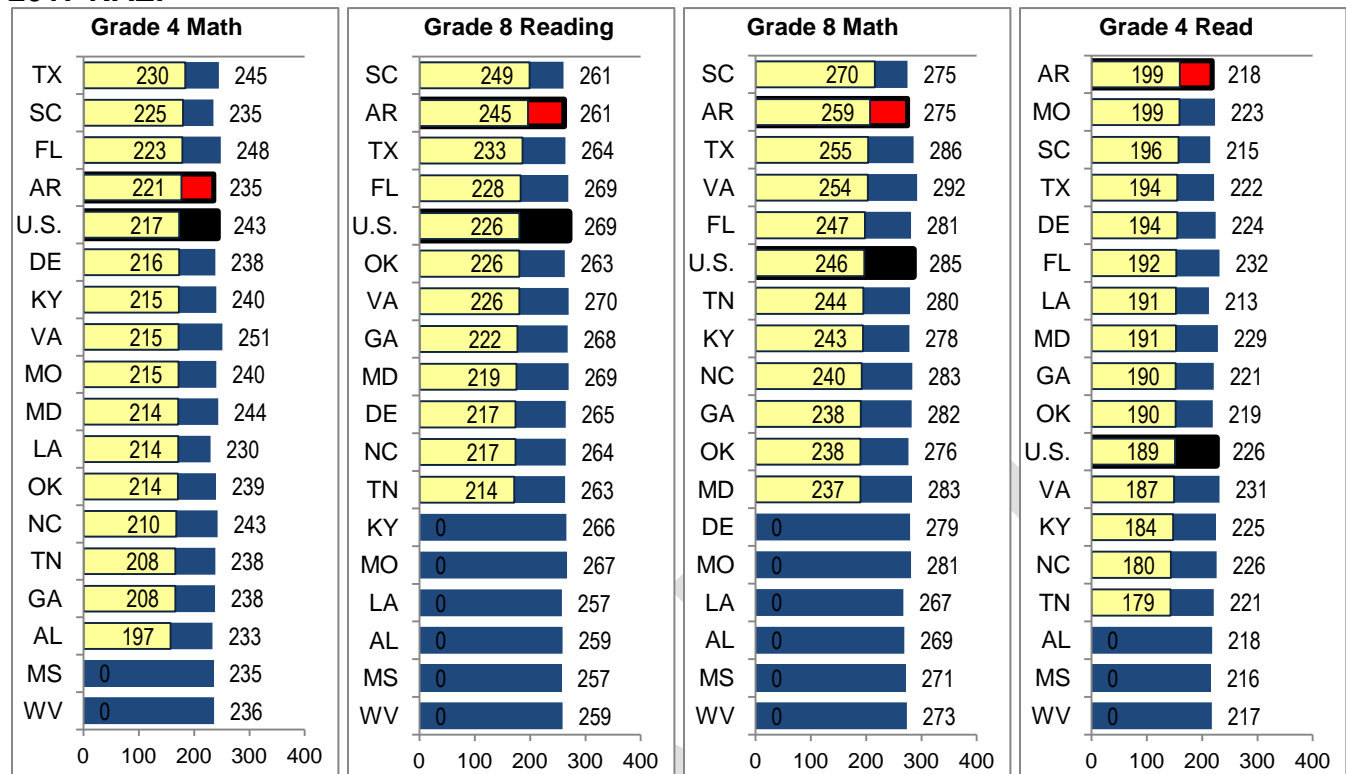 Grade 4 Math
TX 230 245
SC 225 235
FL 223 248
AR 221 235
U.S. 217 243
DE 216 238
KY 215 240
VA 215 251
MO 215 240
MD 214 244
LA 214 230
OK 214 239
NC 210 243
TN 208 238
GA 208 238
AL 197 233
MS 0 235
WV 0 236
0 100 200 300 400
Grade 8 Reading
SC 249 261
AR 245 261
TX 233 264
FL 228 269
U.S. 226 269
OK 226 263
VA 226 270
GA 222 268
MD 219 269
DE 217 265
NC 217 264
TN 214 263
KY 0 266
MO 0 267
LA 0 257
AL 0 259
MS 0 257
WV 0 259
0 100 200 300 400
Grade 8 Math
SC 270 275
AR 259 275
TX 255 286
VA 254 292
FL 247 281
U.S. 246 285
TN 244 280
KY 243 278
NC 240 283
GA 238 282
OK 238 276
MD 237 283
DE 0 279
MO 0 281
LA 0 267
AL 0 269
MS 0 271
WV 0 273
0 100 200 300 400
Grade 4 Read
AR 199 218
MO 199 223
SC 196 215
TX 194 222
DE 194 224
FL 192 232
LA 191 213
MD 191 229
GA 190 221
OK 190 219
U.S. 189 226
VA 187 231
KY 184 225
NC 180 226
TN 179 221
AL 0 218
MS 0 216
WV 0 217
0 100 200 300 400